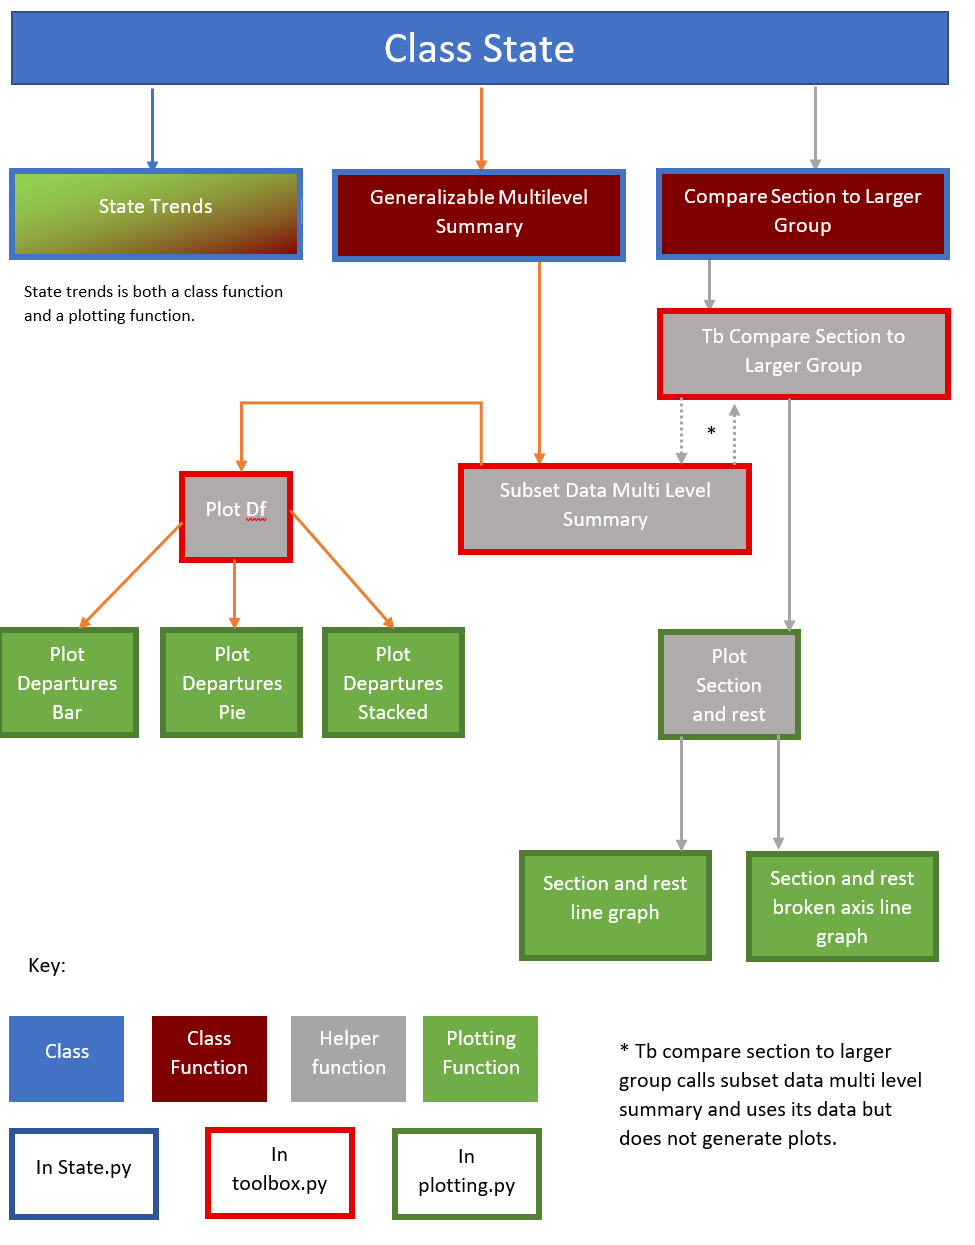 Class State
State Trends
Generalizable Multilevel
Summary
Compare Section to Larger
Group
State trends is both a class function
and a plotting function.
Tb Compare Section to
Larger Group
*
Plot Df
Subset Data Multi Level
Summary
Plot
Departures
Bar
Plot
Departures
Pie
Plot
Departures
Stacked
Plot
Section
and rest
Section and rest
line graph
Section and rest
broken axis line
graph
Key:
Class
Class
Function
Helper
function
Plotting
Function
* Tb compare section to larger
group calls subset data multi level
summary and uses its data but
does not generate plots.
In State.py
In
toolbox.py
In
plotting.py